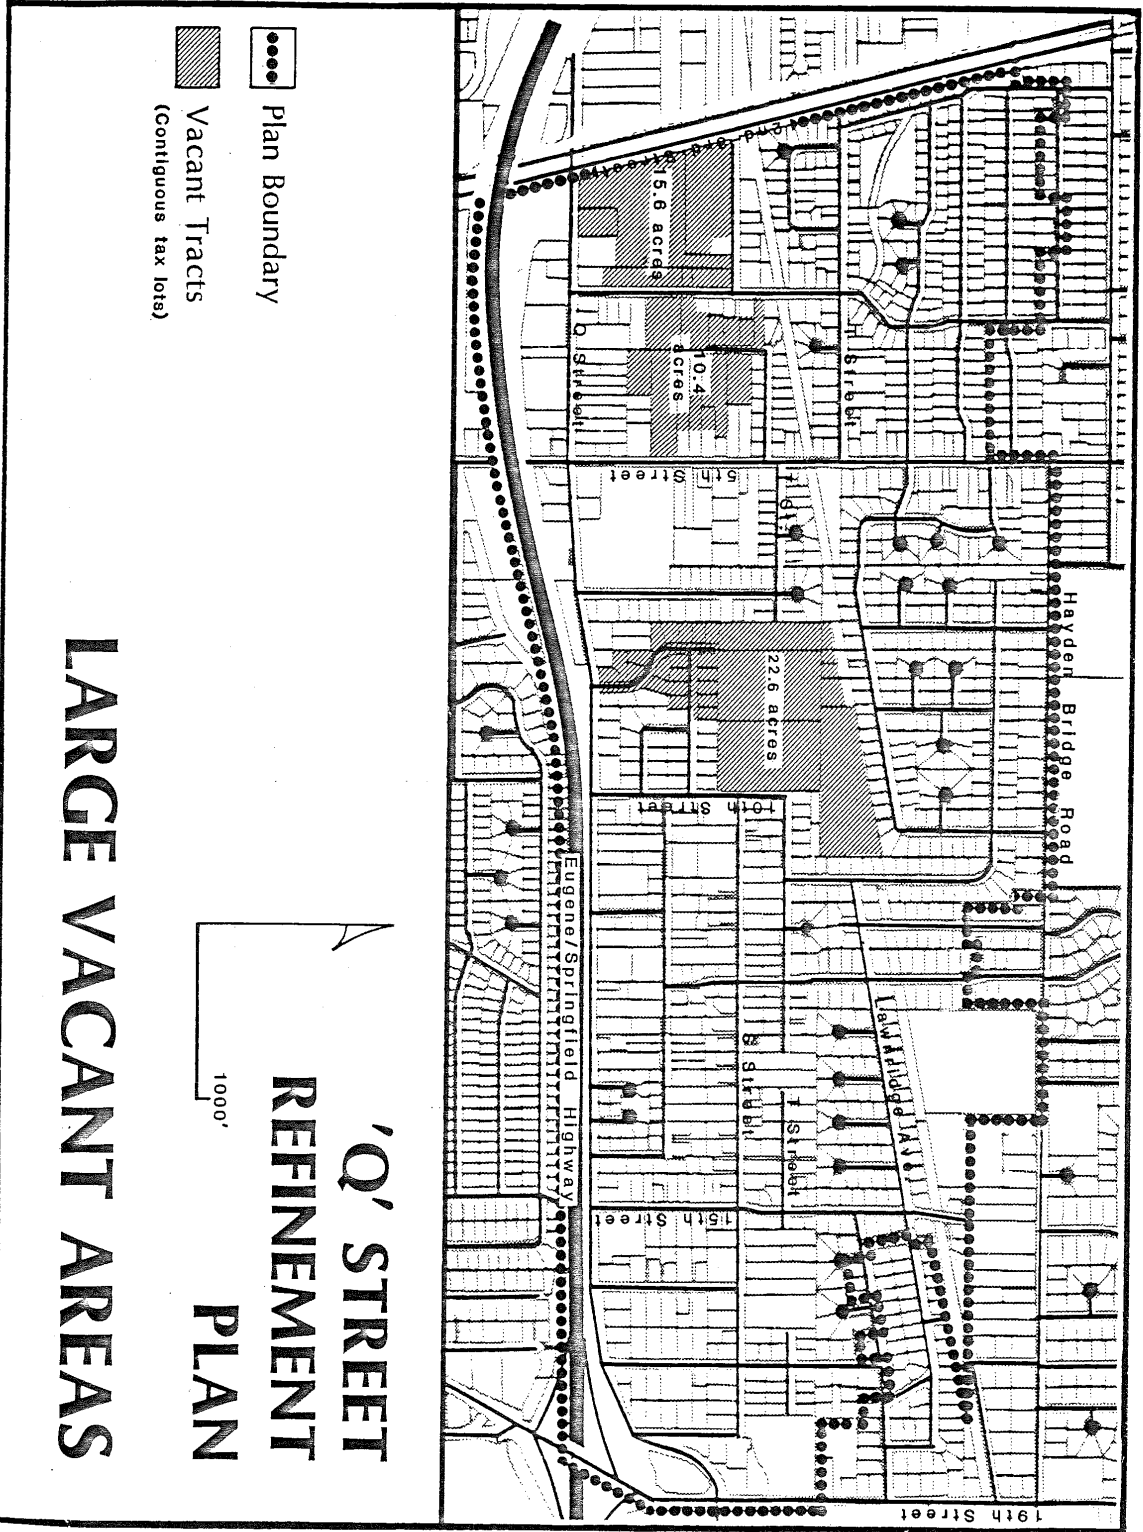 'Q' STREET
REFINEMENT
PLAN
LARGE VACANT AREAS
Plan Boundary
Vacant Tracts
(Contiguous tax lots)
1000'
Hayden Bridge Road
15.6 acres
10.4
acres
22.6 acres
Q Street
5th Street
10th Street
15th Street
19th Street
S Street
T Street
Lawnridge Ave.
Eugene/Springfield Highway